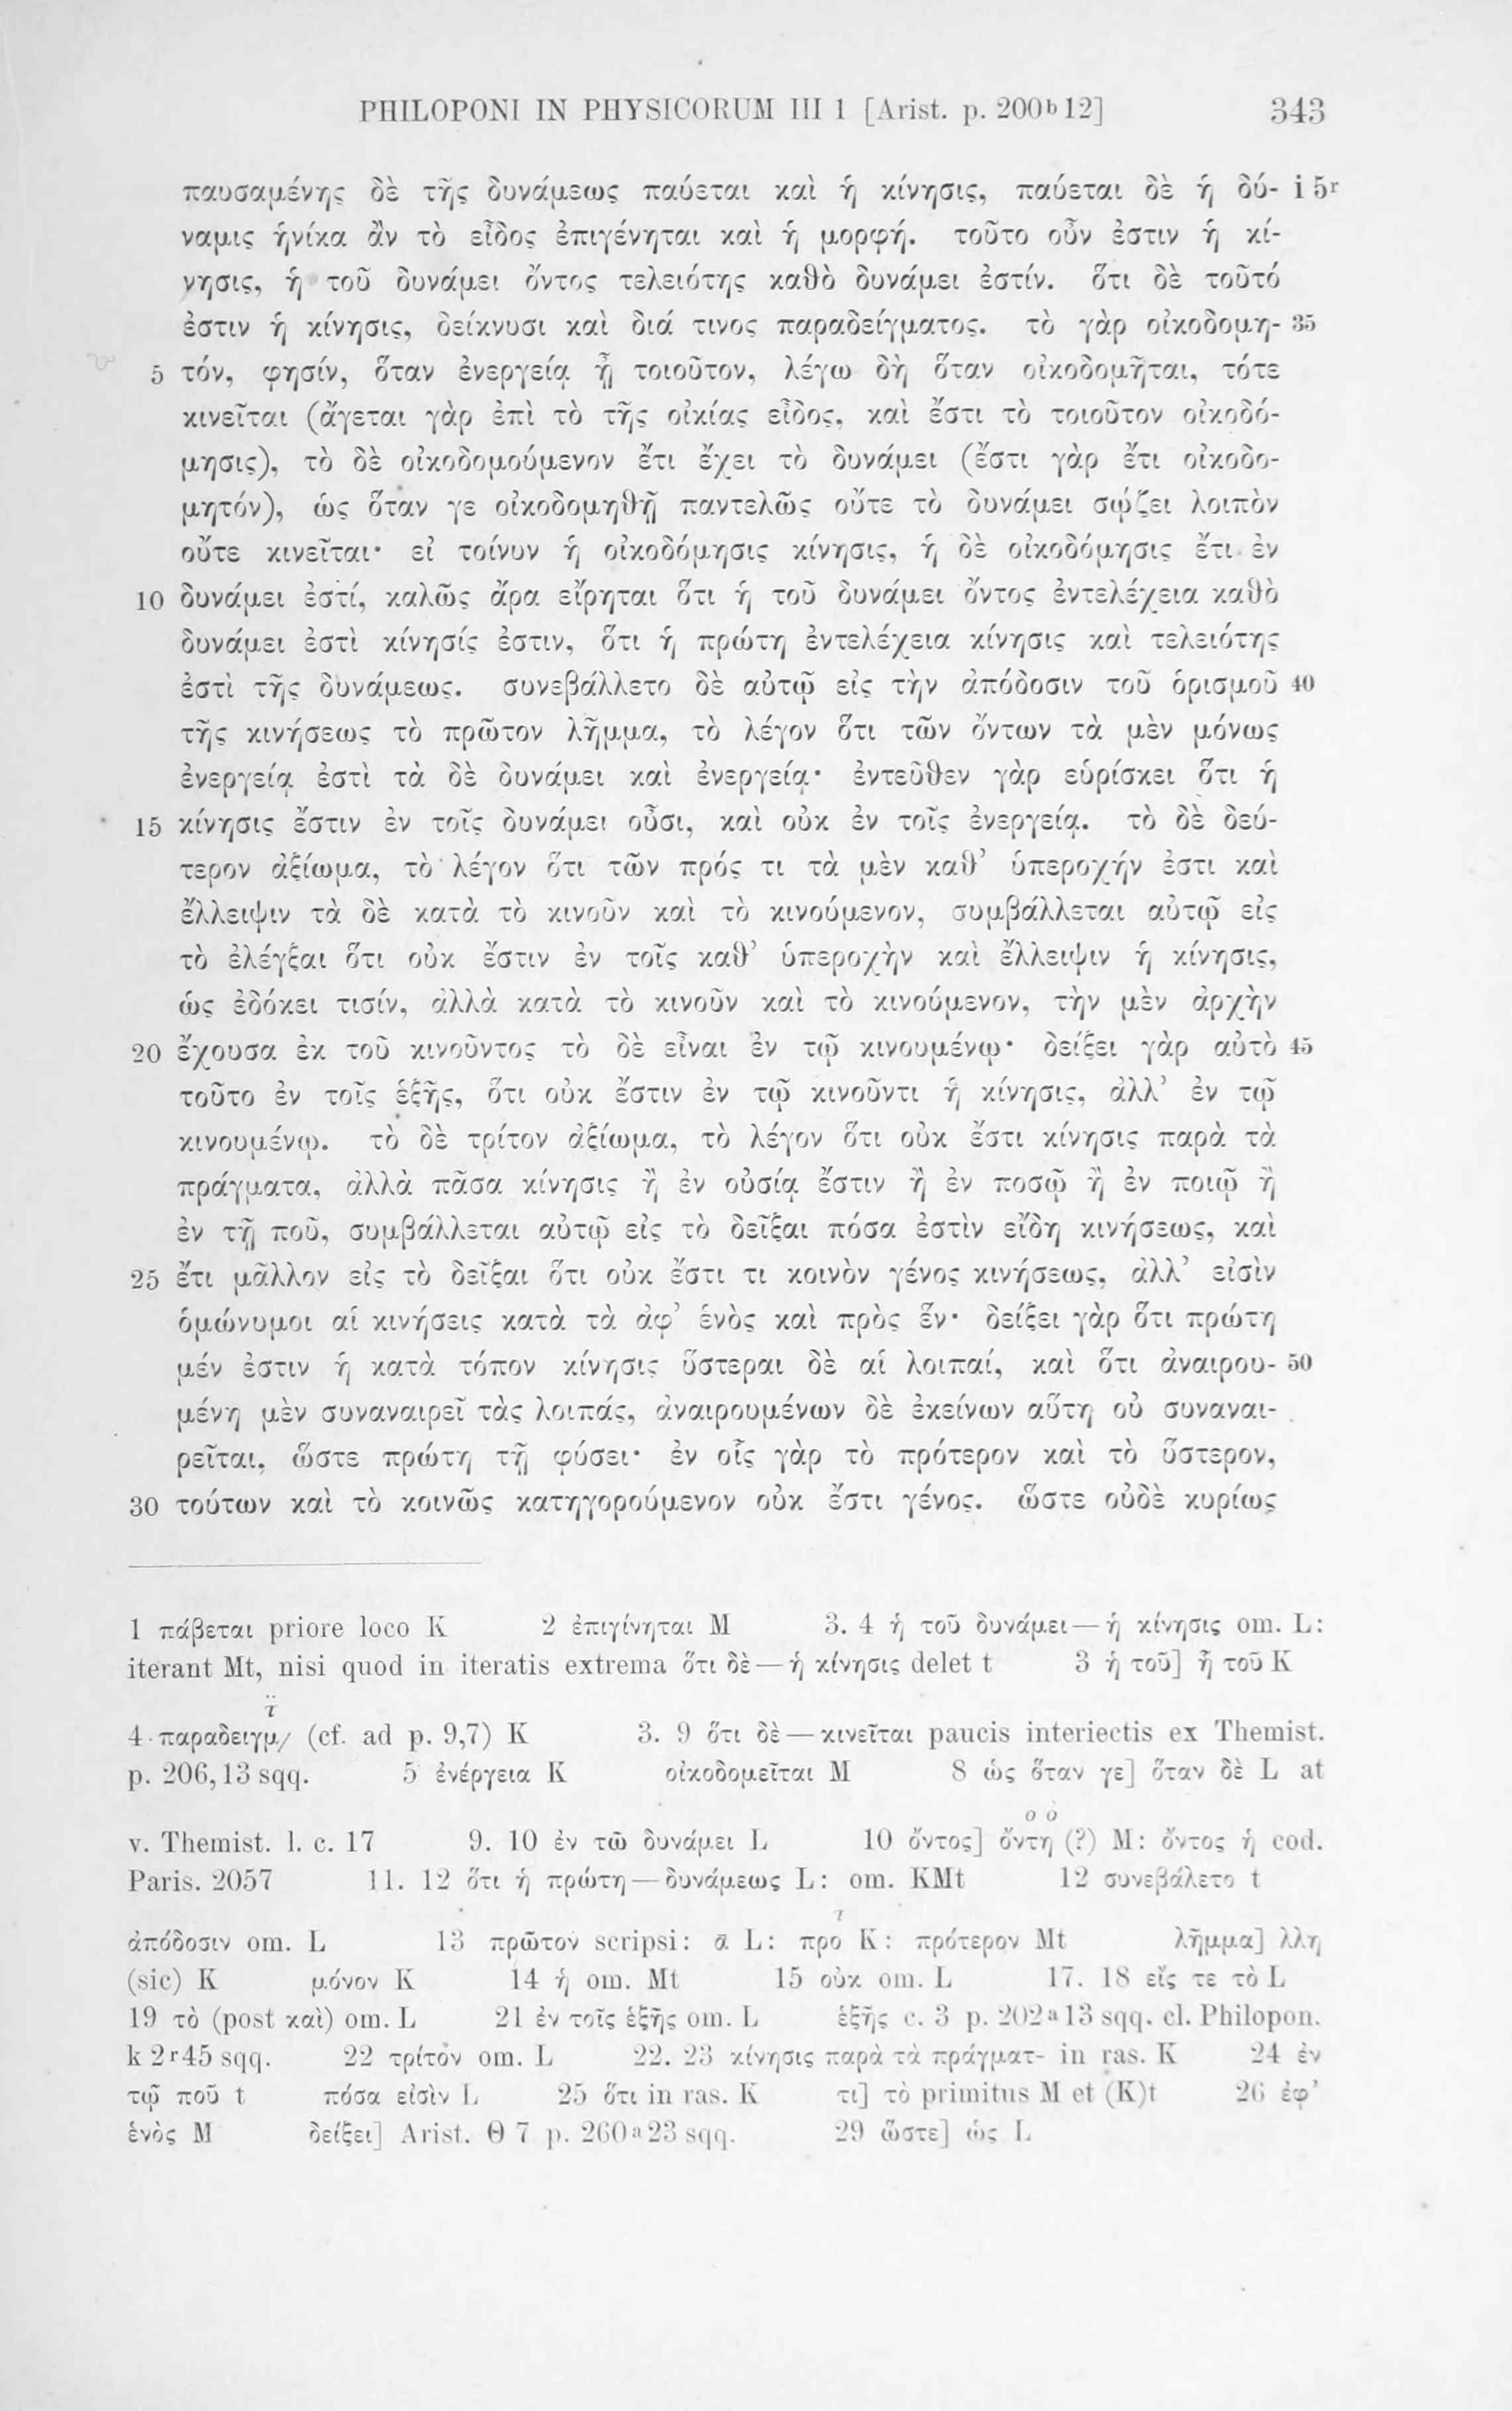 PHILOPONI IN PHYSICORUM III 1 [Arist. p. 200b12] 343
παυσαμένης δὲ τῆς δυνάμεως παύεται καὶ ἡ κίνησις, παύεται δὲ ἡ δύ- i 5r
ναμις ἡνίκα ἂν τὸ εἶδος ἐπιγένηται καὶ ἡ μορφή. τοῦτο οὖν ἐστιν ἡ κί-
νησις, ἡ τοῦ δυνάμει ὄντος τελειότης καθὸ δυνάμει ἐστίν. ὅτι δὲ τοῦτό
ἐστιν ἡ κίνησις, δείκνυσι καὶ διά τινος παραδείγματος. τὸ γὰρ οἰκοδομη- 35
5 τόν, φησίν, ὅταν ἐνεργείᾳ ᾖ τοιοῦτον, λέγω δὴ ὅταν οἰκοδομῆται, τότε
κινεῖται (ἄγεται γὰρ ἐπὶ τὸ τῆς οἰκίας εἶδος, καὶ ἔστι τὸ τοιοῦτον οἰκοδό-
μησις), τὸ δὲ οἰκοδομούμενον ἔτι ἔχει τὸ δυνάμει (ἔστι γὰρ ἔτι οἰκοδο-
μητόν), ὡς ὅταν γε οἰκοδομηθῇ παντελῶς οὔτε τὸ δυνάμει σῴζει λοιπὸν
οὔτε κινεῖται· εἰ τοίνυν ἡ οἰκοδόμησις κίνησις, ἡ δὲ οἰκοδόμησις ἔτι ἐν
10 δυνάμει ἐστί, καλῶς ἄρα εἴρηται ὅτι ἡ τοῦ δυνάμει ὄντος ἐντελέχεια καθὸ
δυνάμει ἐστὶ κίνησίς ἐστιν, ὅτι ἡ πρώτη ἐντελέχεια κίνησις καὶ τελειότης
ἐστὶ τῆς δυνάμεως. συνεβάλλετο δὲ αὐτῷ εἰς τὴν ἀπόδοσιν τοῦ ὁρισμοῦ 40
τῆς κινήσεως τὸ πρῶτον λῆμμα, τὸ λέγον ὅτι τῶν ὄντων τὰ μὲν μόνως
ἐνεργείᾳ ἐστὶ τὰ δὲ δυνάμει καὶ ἐνεργείᾳ· ἐντεῦθεν γὰρ εὑρίσκει ὅτι ἡ
15 κίνησις ἔστιν ἐν τοῖς δυνάμει οὖσι, καὶ οὐκ ἐν τοῖς ἐνεργείᾳ. τὸ δὲ δεύ-
τερον ἀξίωμα, τὸ λέγον ὅτι τῶν πρός τι τὰ μὲν καθ’ ὑπεροχήν ἐστι καὶ
ἔλλειψιν τὰ δὲ κατὰ τὸ κινοῦν καὶ τὸ κινούμενον, συμβάλλεται αὐτῷ εἰς
τὸ ἐλέγξαι ὅτι οὐκ ἔστιν ἐν τοῖς καθ’ ὑπεροχὴν καὶ ἔλλειψιν ἡ κίνησις,
ὡς ἐδόκει τισίν, ἀλλὰ κατὰ τὸ κινοῦν καὶ τὸ κινούμενον, τὴν μὲν ἀρχὴν
20 ἔχουσα ἐκ τοῦ κινοῦντος τὸ δὲ εἶναι ἐν τῷ κινουμένῳ· δείξει γὰρ αὐτὸ 45
τοῦτο ἐν τοῖς ἑξῆς, ὅτι οὐκ ἔστιν ἐν τῷ κινοῦντι ἡ κίνησις, ἀλλ’ ἐν τῷ
κινουμένῳ. τὸ δὲ τρίτον ἀξίωμα, τὸ λέγον ὅτι οὐκ ἔστι κίνησις παρὰ τὰ
πράγματα, ἀλλὰ πᾶσα κίνησις ἢ ἐν οὐσίᾳ ἔστιν ἢ ἐν ποσῷ ἢ ἐν ποιῷ ἢ
ἐν τῇ ποῦ, συμβάλλεται αὐτῷ εἰς τὸ δεῖξαι πόσα ἐστὶν εἴδη κινήσεως, καὶ
25 ἔτι μᾶλλον εἰς τὸ δεῖξαι ὅτι οὐκ ἔστι τι κοινὸν γένος κινήσεως, ἀλλ’ εἰσὶν
ὁμώνυμοι αἱ κινήσεις κατὰ τὰ ἀφ’ ἑνὸς καὶ πρὸς ἕν· δείξει γὰρ ὅτι πρώτη
μέν ἐστιν ἡ κατὰ τόπον κίνησις ὕστεραι δὲ αἱ λοιπαί, καὶ ὅτι ἀναιρου- 50
μένη μὲν συναναιρεῖ τὰς λοιπάς, ἀναιρουμένων δὲ ἐκείνων αὕτη οὐ συναναι-
ρεῖται, ὥστε πρώτη τῇ φύσει· ἐν οἷς γὰρ τὸ πρότερον καὶ τὸ ὕστερον,
30 τούτων καὶ τὸ κοινῶς κατηγορούμενον οὐκ ἔστι γένος. ὥστε οὐδὲ κυρίως
1 πάβεται priore loco K 2 ἐπιγίνηται M 3. 4 ἡ τοῦ δυνάμει — ἡ κίνησις om. L:
iterant Mt, nisi quod in iteratis extrema ὅτι δὲ — ἡ κίνησις delet t 3 ἡ τοῦ] ἦ τοῦ K
4 παραδειγμ/ (cf. ad p. 9,7) K 3. 9 ὅτι δὲ — κινεῖται paucis interiectis ex Themist.
p. 206,13 sqq. 5 ἐνέργεια K οἰκοδομεῖται M 8 ὡς ὅταν γε] ὅταν δὲ L at
v. Themist. l. c. 17 9. 10 ἐν τῶ δυνάμει L 10 ὄντος] ὄντη (?) M: ὄντος ἡ cod.
Paris. 2057 11. 12 ὅτι ἡ πρώτη — δυνάμεως L: om. KMt 12 συνεβάλετο t
ἀπόδοσιν om. L 13 πρῶτον scripsi: ᾱ L: προ K: πρότερον Mt λῆμμα] λλη
(sic) K μόνον K 14 ἡ om. Mt 15 οὐκ om. L 17. 18 εἴς τε τὸ L
19 τὸ (post καὶ) om. L 21 ἐν τοῖς ἑξῆς om. L ἑξῆς c. 3 p. 202a13 sqq. cl. Philopon.
k 2r45 sqq. 22 τρίτον om. L 22. 23 κίνησις παρὰ τὰ πράγματ- in ras. K 24 ἐν
τῷ ποῦ t πόσα εἰσὶν L 25 ὅτι in ras. K τι] τὸ primitus M et (K)t 26 ἐφ’
ἑνὸς M δείξει] Arist. Θ 7 p. 260a23 sqq. 29 ὥστε] ὡς L